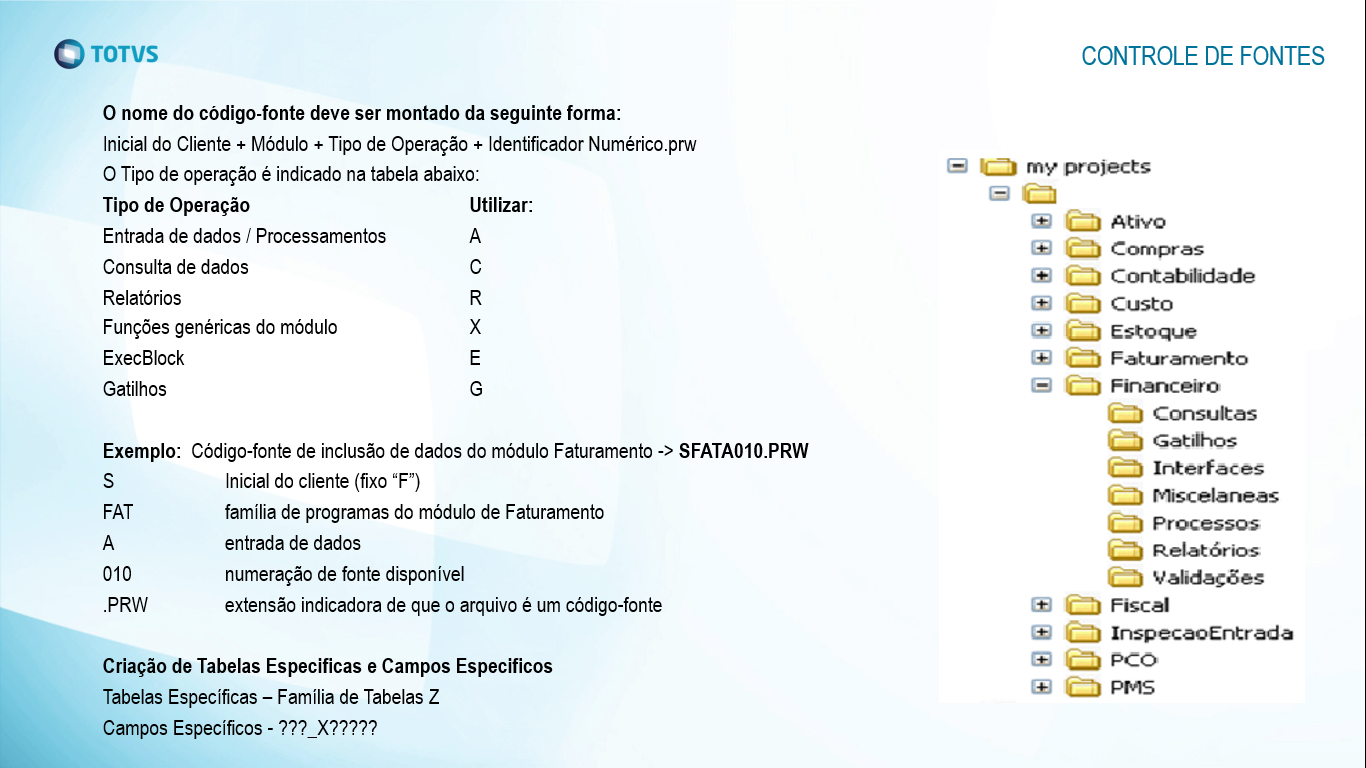 TOTVS
CONTROLE DE FONTES
O nome do código-fonte deve ser montado da seguinte forma:
Inicial do Cliente + Módulo + Tipo de Operação + Identificador Numérico.prw
O Tipo de operação é indicado na tabela abaixo:
Tipo de Operação Utilizar:
Entrada de dados / Processamentos A
Consulta de dados C
Relatórios R
Funções genéricas do módulo X
ExecBlock E
Gatilhos G
Exemplo: Código-fonte de inclusão de dados do módulo Faturamento -> SFATA010.PRW
S Inicial do cliente (fixo “F”)
FAT família de programas do módulo de Faturamento
A entrada de dados
010 numeração de fonte disponível
.PRW extensão indicadora de que o arquivo é um código-fonte
Criação de Tabelas Especificas e Campos Especificos
Tabelas Específicas – Família de Tabelas Z
Campos Específicos - ???_X?????
my projects
Ativo
Compras
Contabilidade
Custo
Estoque
Faturamento
Financeiro
Consultas
Gatilhos
Interfaces
Miscelaneas
Processos
Relatórios
Validações
Fiscal
InspecaoEntrada
PCO
PMS